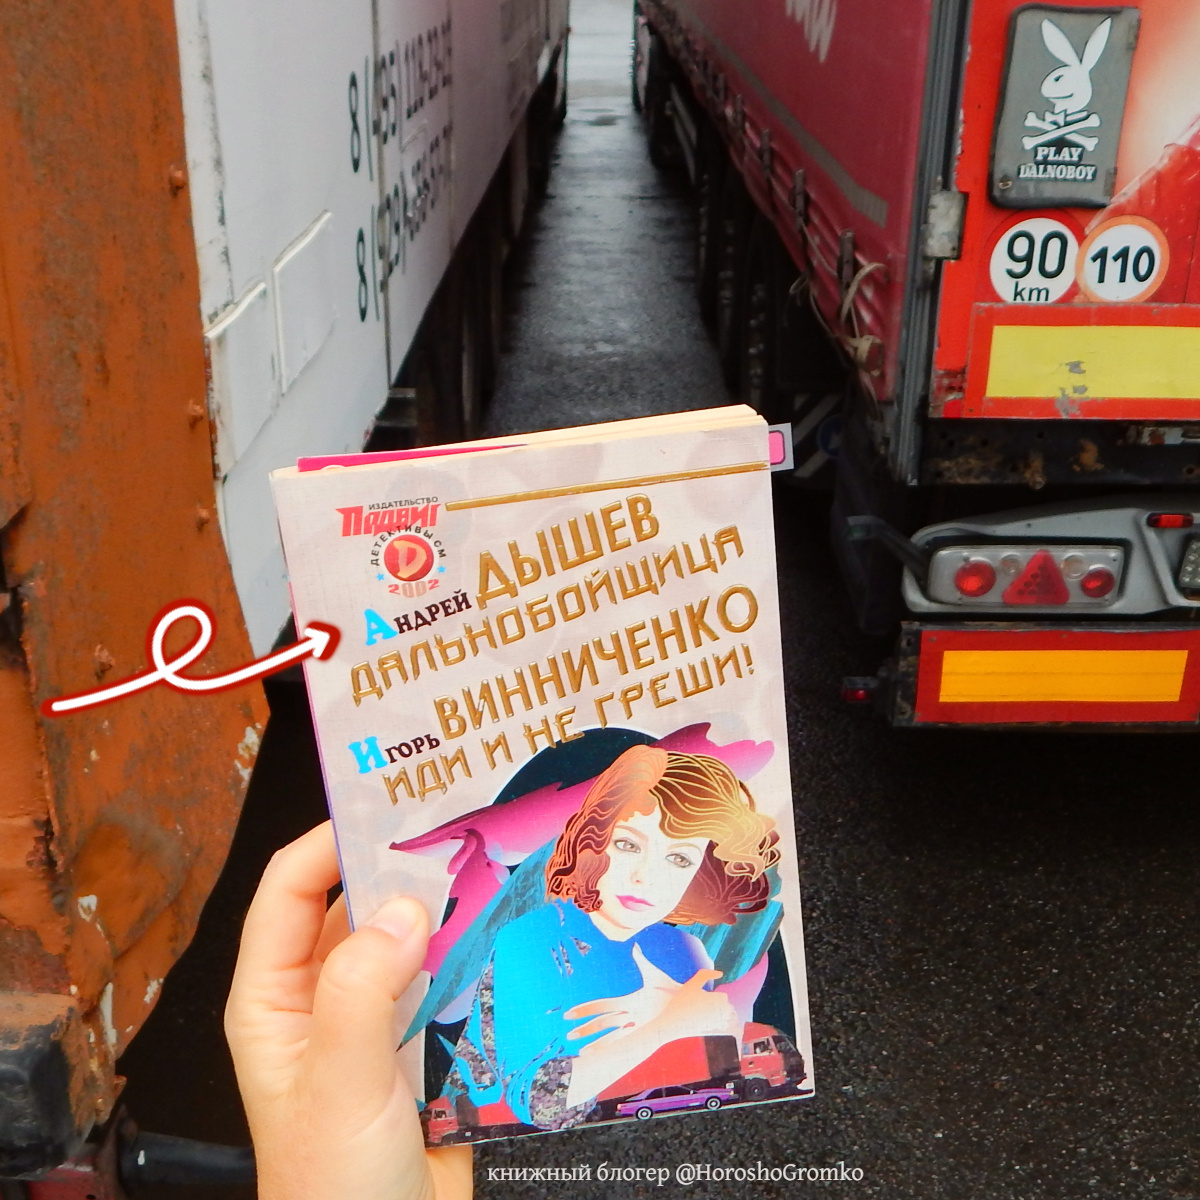 PLAY
DALNOBOY
90
km
110
ИЗДАТЕЛЬСТВО
Подвиг
ДЕТЕКТИВЫ СМ
D
2002
АНДРЕЙ ДЫШЕВ
ДАЛЬНОБОЙЩИЦА
ИГОРЬ ВИННИЧЕНКО
ИДИ И НЕ ГРЕШИ!
книжный блогер @HoroshoGromko